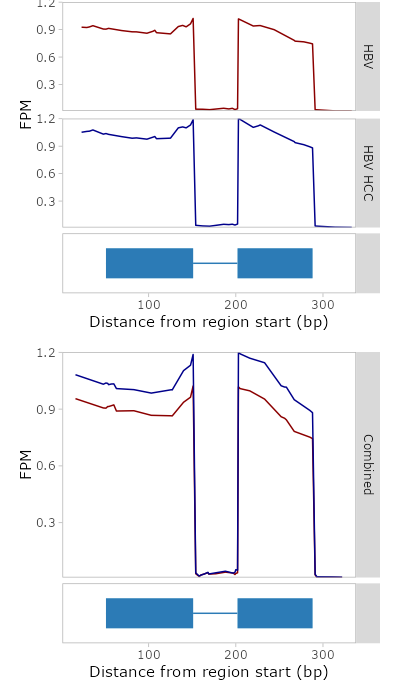 1.2
0.9
0.6
0.3
HBV
FPM
1.2
0.9
0.6
0.3
HBV HCC
100 200 300
Distance from region start (bp)
1.2
0.9
0.6
0.3
FPM
Combined
100 200 300
Distance from region start (bp)